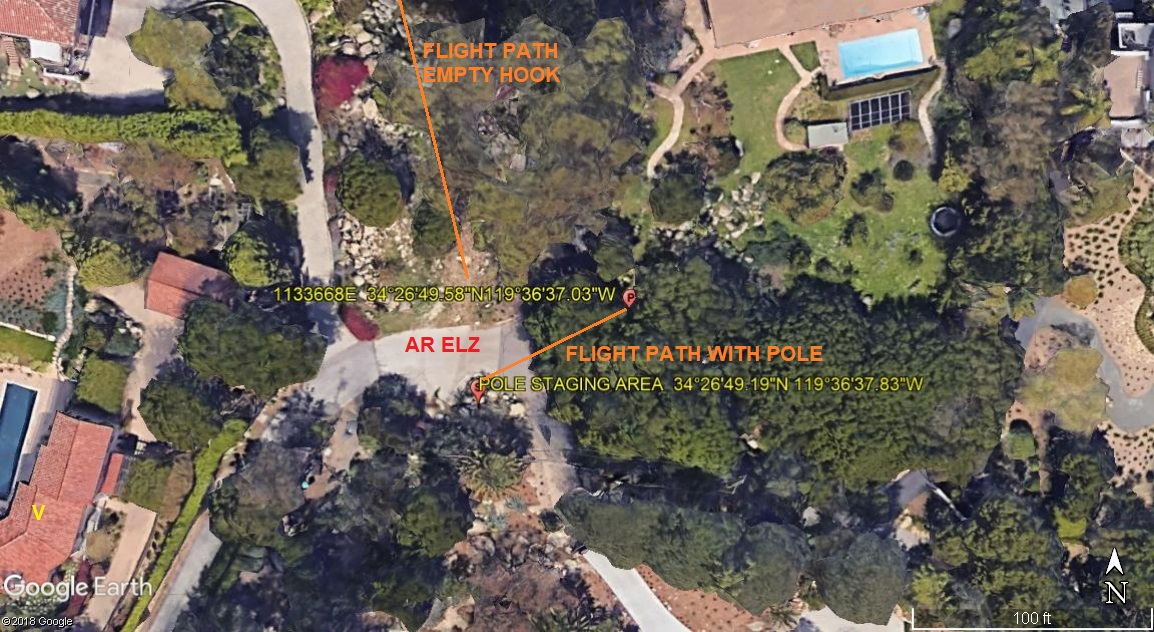 FLIGHT PATH
EMPTY HOOK
1133668E 34°26'49.58"N119°36'37.03"W
P
AR ELZ
FLIGHT PATH WITH POLE
POLE STAGING AREA 34°26'49.19"N 119°36'37.83"W
V
Google Earth
©2018 Google
N
100 ft